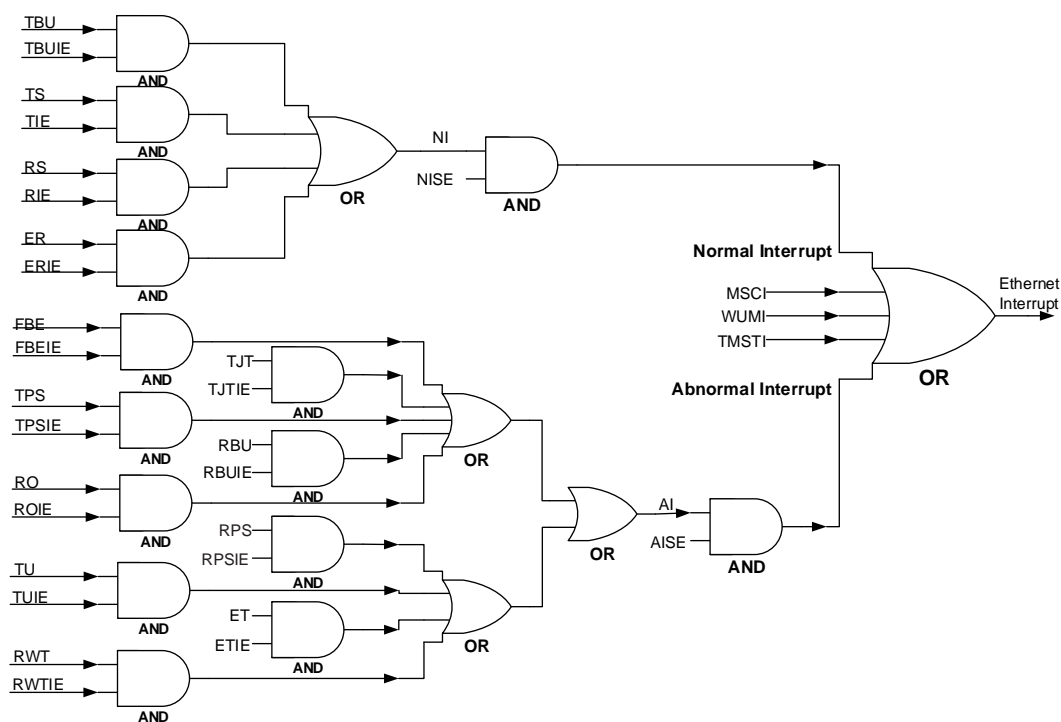 TBU
TBUIE
AND
TS
TIE
AND
RS
RIE
AND
ER
ERIE
AND
OR
NI
NISE
AND
Normal Interrupt
MSCI
WUMI
TMSTI
Abnormal Interrupt
OR
Ethernet
Interrupt
FBE
FBEIE
AND
TJT
TJTIE
AND
TPS
TPSIE
AND
RBU
RBUIE
AND
RO
ROIE
AND
OR
RPS
RPSIE
AND
TU
TUIE
AND
ET
ETIE
AND
RWT
RWTIE
AND
OR
OR
AI
AISE
AND